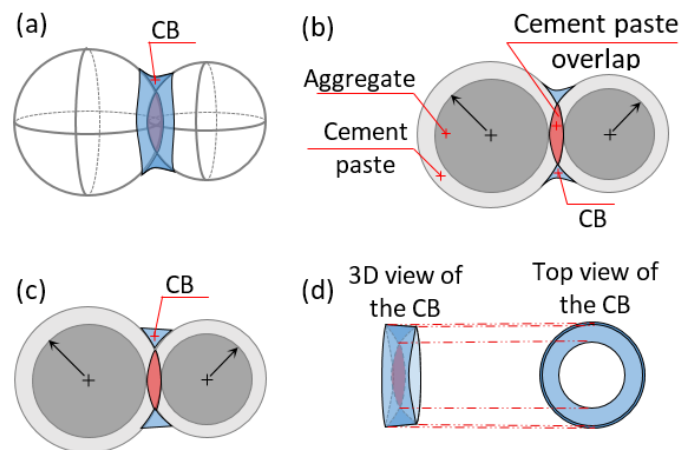 (a)
CB
(b)
Cement paste
overlap
Aggregate
Cement
paste
CB
(c)
CB
(d)
3D view of
the CB
Top view of
the CB